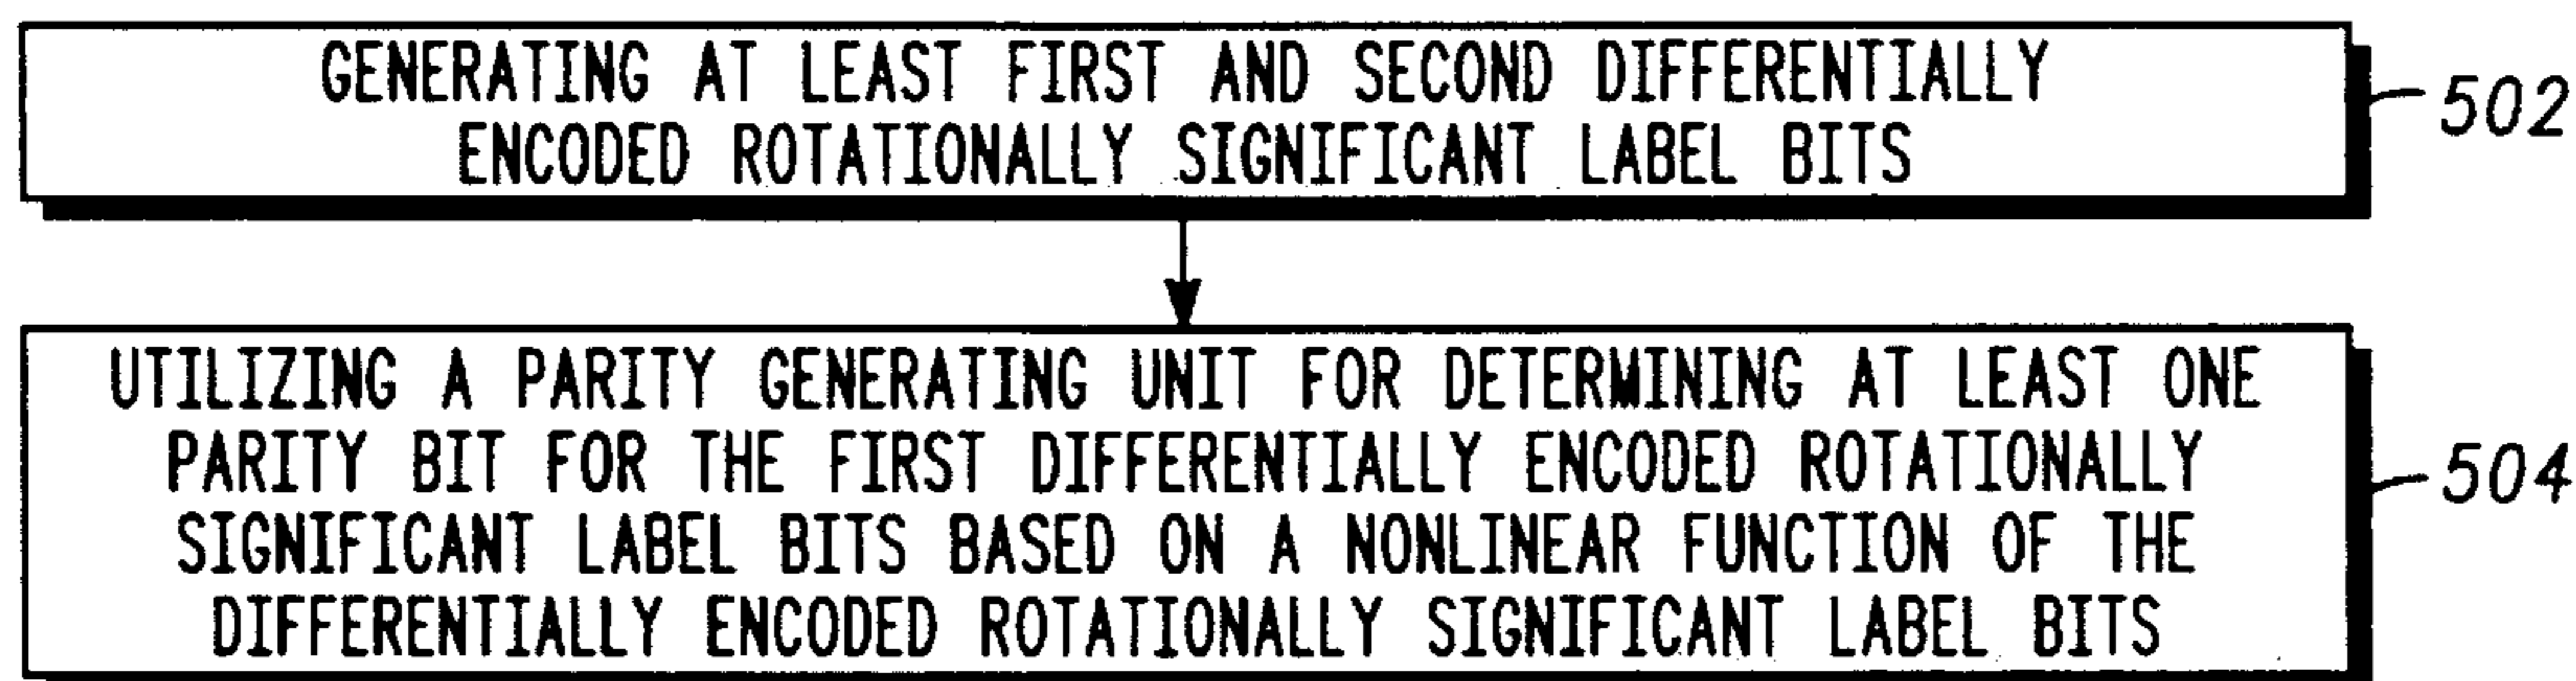 GENERATING AT LEAST FIRST AND SECOND DIFFERENTIALLY
ENCODED ROTATIONALLY SIGNIFICANT LABEL BITS
502
UTILIZING A PARITY GENERATING UNIT FOR DETERMINING AT LEAST ONE
PARITY BIT FOR THE FIRST DIFFERENTIALLY ENCODED ROTATIONALLY
SIGNIFICANT LABEL BITS BASED ON A NONLINEAR FUNCTION OF THE
DIFFERENTIALLY ENCODED ROTATIONALLY SIGNIFICANT LABEL BITS
504